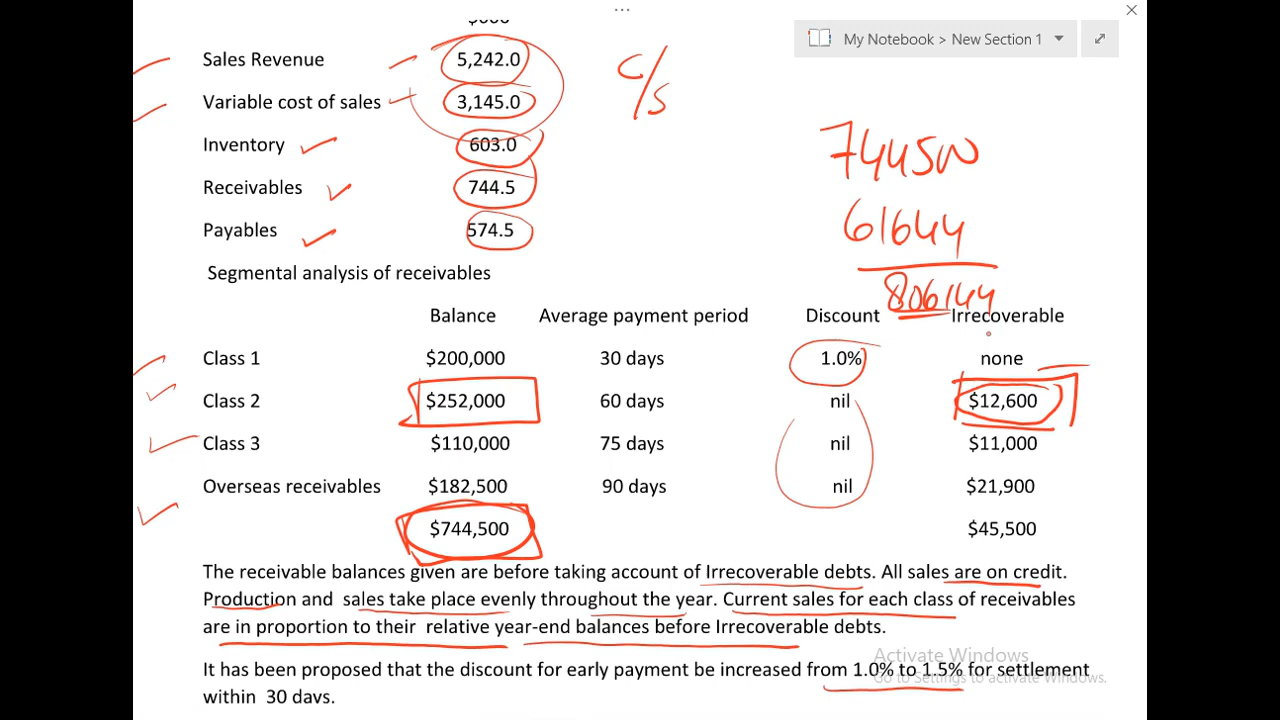 ...
My Notebook > New Section 1
Sales Revenue 5,242.0
C/S
Variable cost of sales 3,145.0
Inventory 603.0
744500
Receivables 744.5
Payables 574.5
61644
Segmental analysis of receivables
806144
Balance Average payment period Discount Irrecoverable
Class 1 $200,000 30 days 1.0% none
Class 2 $252,000 60 days nil $12,600
Class 3 $110,000 75 days nil $11,000
Overseas receivables $182,500 90 days nil $21,900
$744,500 $45,500
The receivable balances given are before taking account of Irrecoverable debts. All sales are on credit.
Production and sales take place evenly throughout the year. Current sales for each class of receivables
are in proportion to their relative year-end balances before Irrecoverable debts.
Activate Windows
It has been proposed that the discount for early payment be increased from 1.0% to 1.5% for settlement
Go to Settings to activate Windows.
within 30 days.